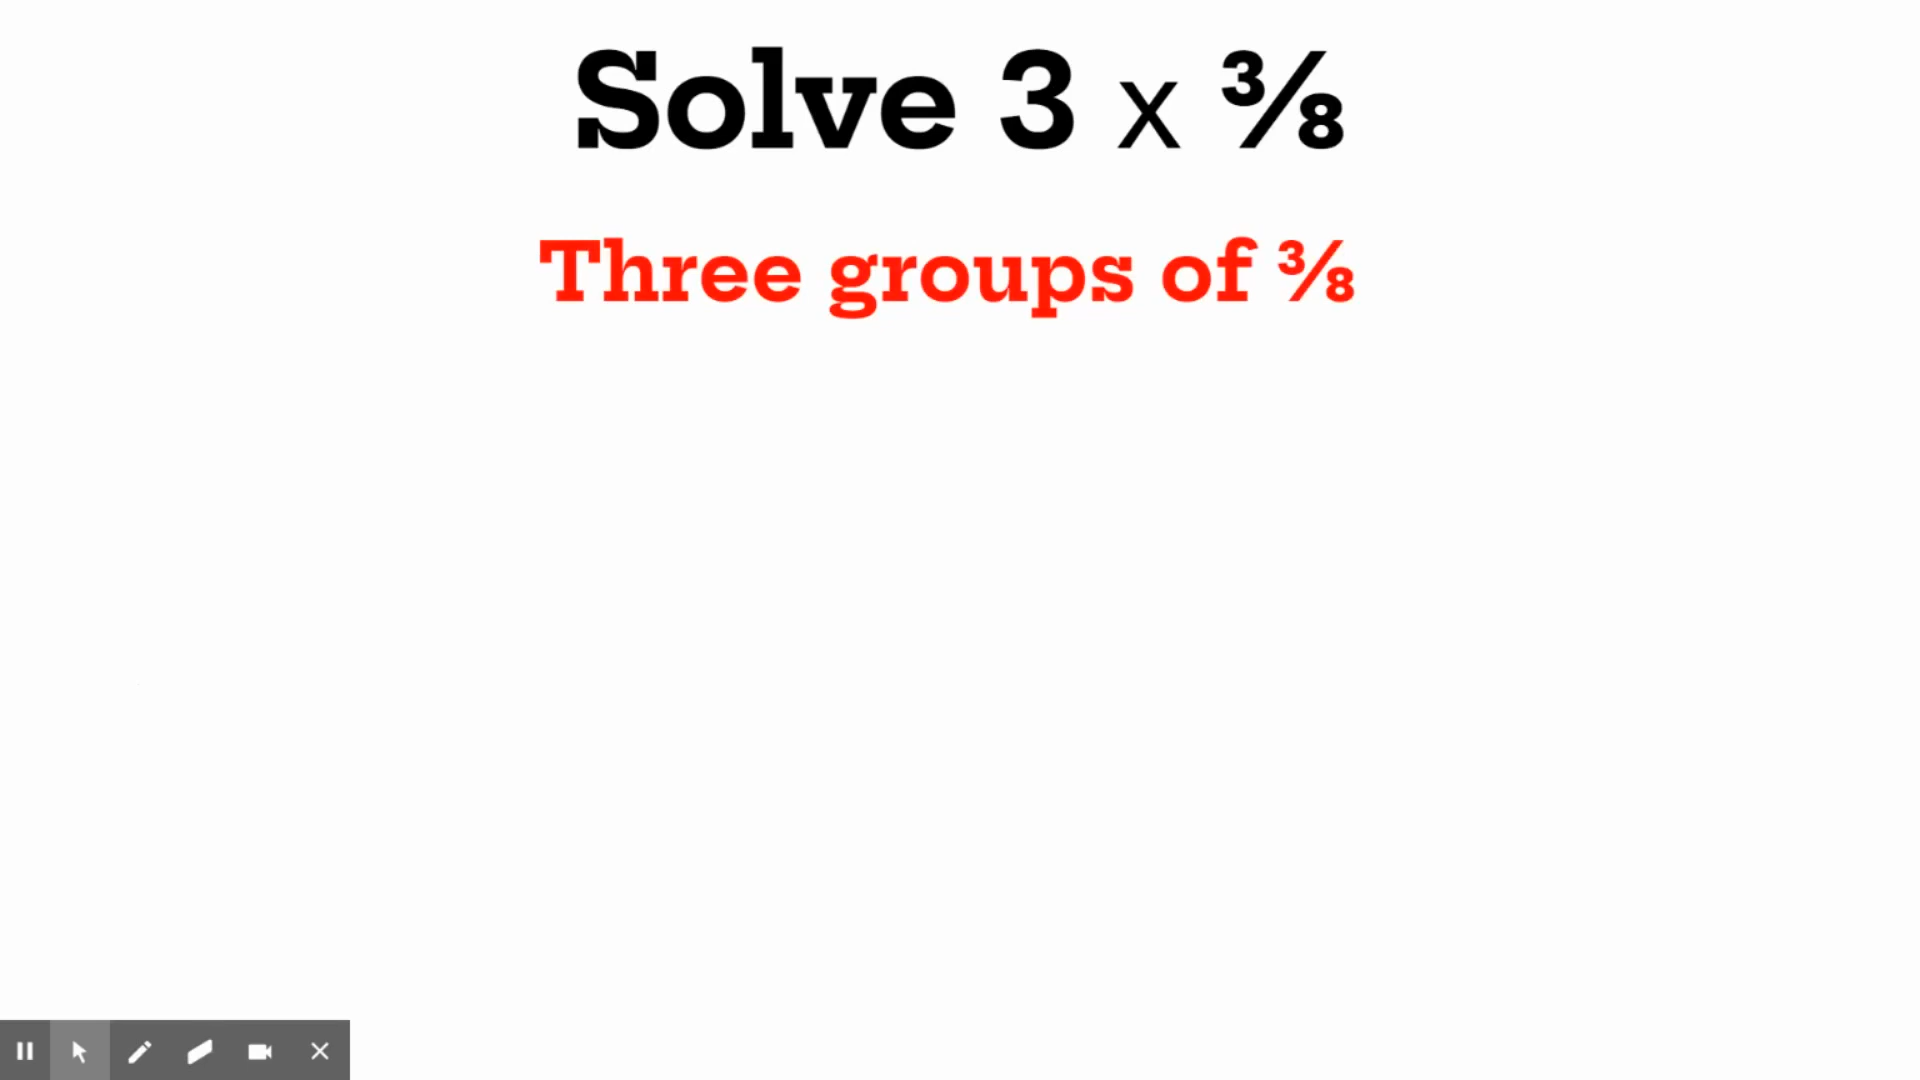 Solve 3 x ⅜
Three groups of ⅜